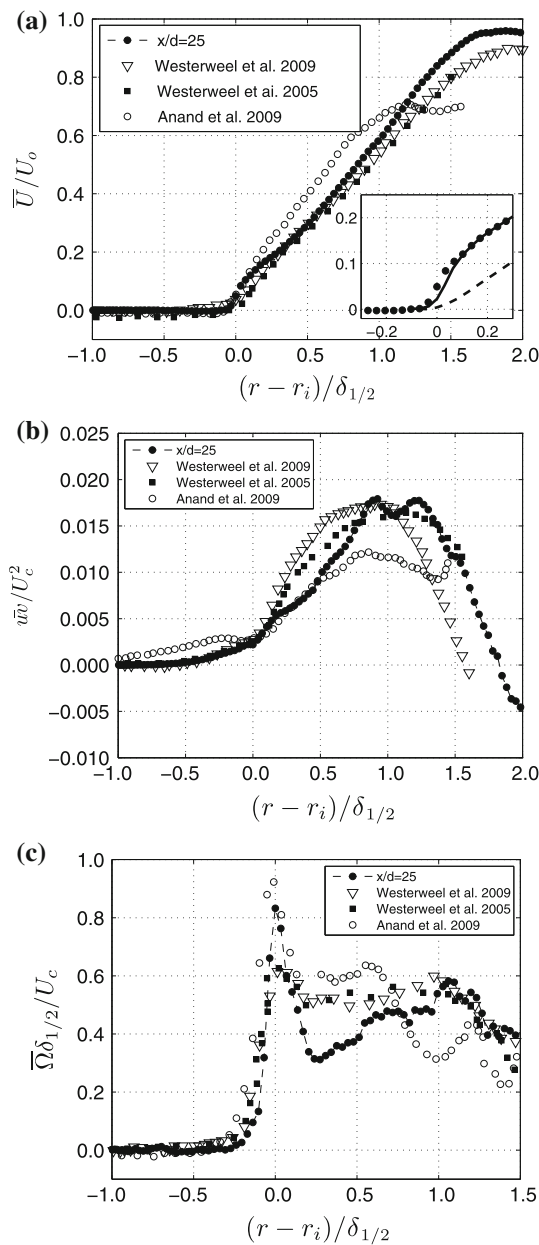 (a)
x/d=25
Westerweel et al. 2009
Westerweel et ai. 2005
Anand et al. 2009
1.0
0.8
0.6
0.4
0.2
0.0
U̅/Uₒ
0.2
0.1
0
−0.2
0
0.2
−1.0
−0.5
0.0
0.5
1.0
1.5
2.0
(r − rᵢ)/δ₁/₂
(b)
x/d=25
Westerweel et al. 2009
Westerweel et al. 2005
Anand et al. 2009
0.025
0.020
0.015
0.010
0.005
0.000
−0.005
−0.010
u̅v̅/U_c²
−1.0
−0.5
0.0
0.5
1.0
1.5
2.0
(r − rᵢ)/δ₁/₂
(c)
x/d=25
Westerweel et al. 2009
Westerweel et al. 2005
Anand et al. 2009
1.0
0.8
0.6
0.4
0.2
0.0
Ω̅δ₁/₂/U_c
−1.0
−0.5
0.0
0.5
1.0
1.5
(r − rᵢ)/δ₁/₂